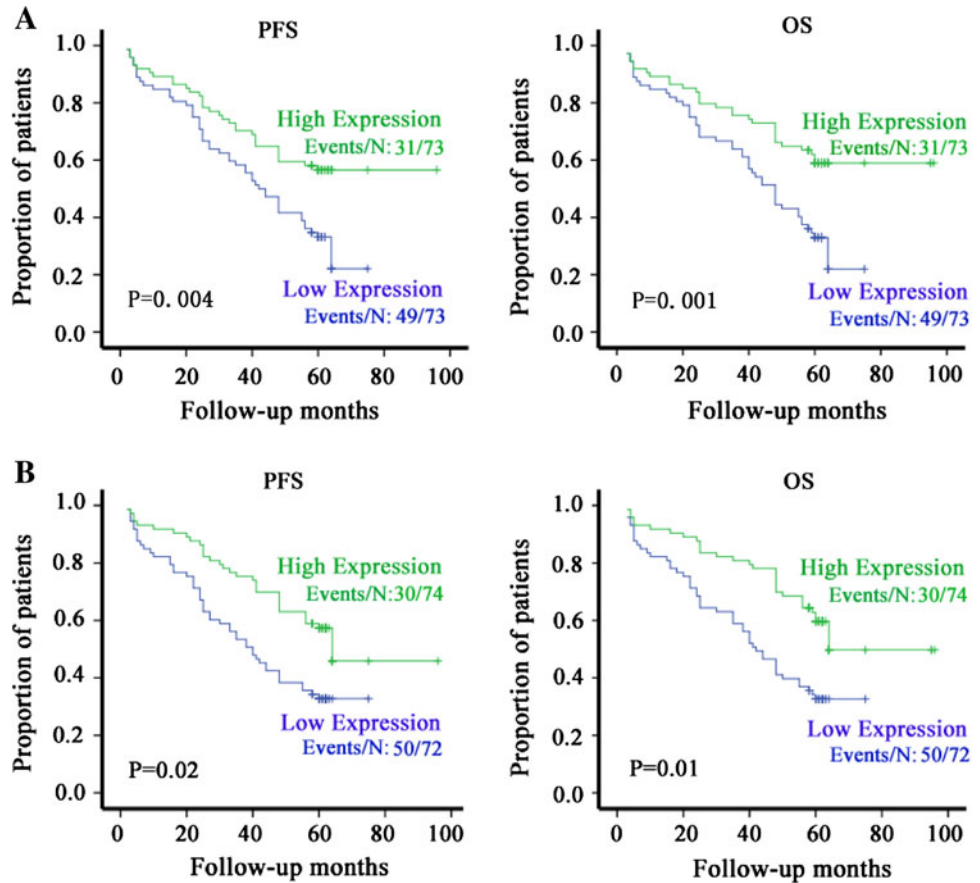 A
PFS
OS
Proportion of patients
1.0
0.8
0.6
0.4
0.2
0.0
High Expression
Events/N: 31/73
Low Expression
Events/N: 49/73
P=0.004
0 20 40 60 80 100
Follow-up months
Proportion of patients
1.0
0.8
0.6
0.4
0.2
0.0
High Expression
Events/N: 31/73
Low Expression
Events/N: 49/73
P=0.001
0 20 40 60 80 100
Follow-up months
B
PFS
OS
Proportion of patients
1.0
0.8
0.6
0.4
0.2
0.0
High Expression
Events/N:30/74
Low Expression
Events/N: 50/72
P=0.02
0 20 40 60 80 100
Follow-up months
Proportion of patients
1.0
0.8
0.6
0.4
0.2
0.0
High Expression
Events/N:30/74
Low Expression
Events/N: 50/72
P=0.01
0 20 40 60 80 100
Follow-up months